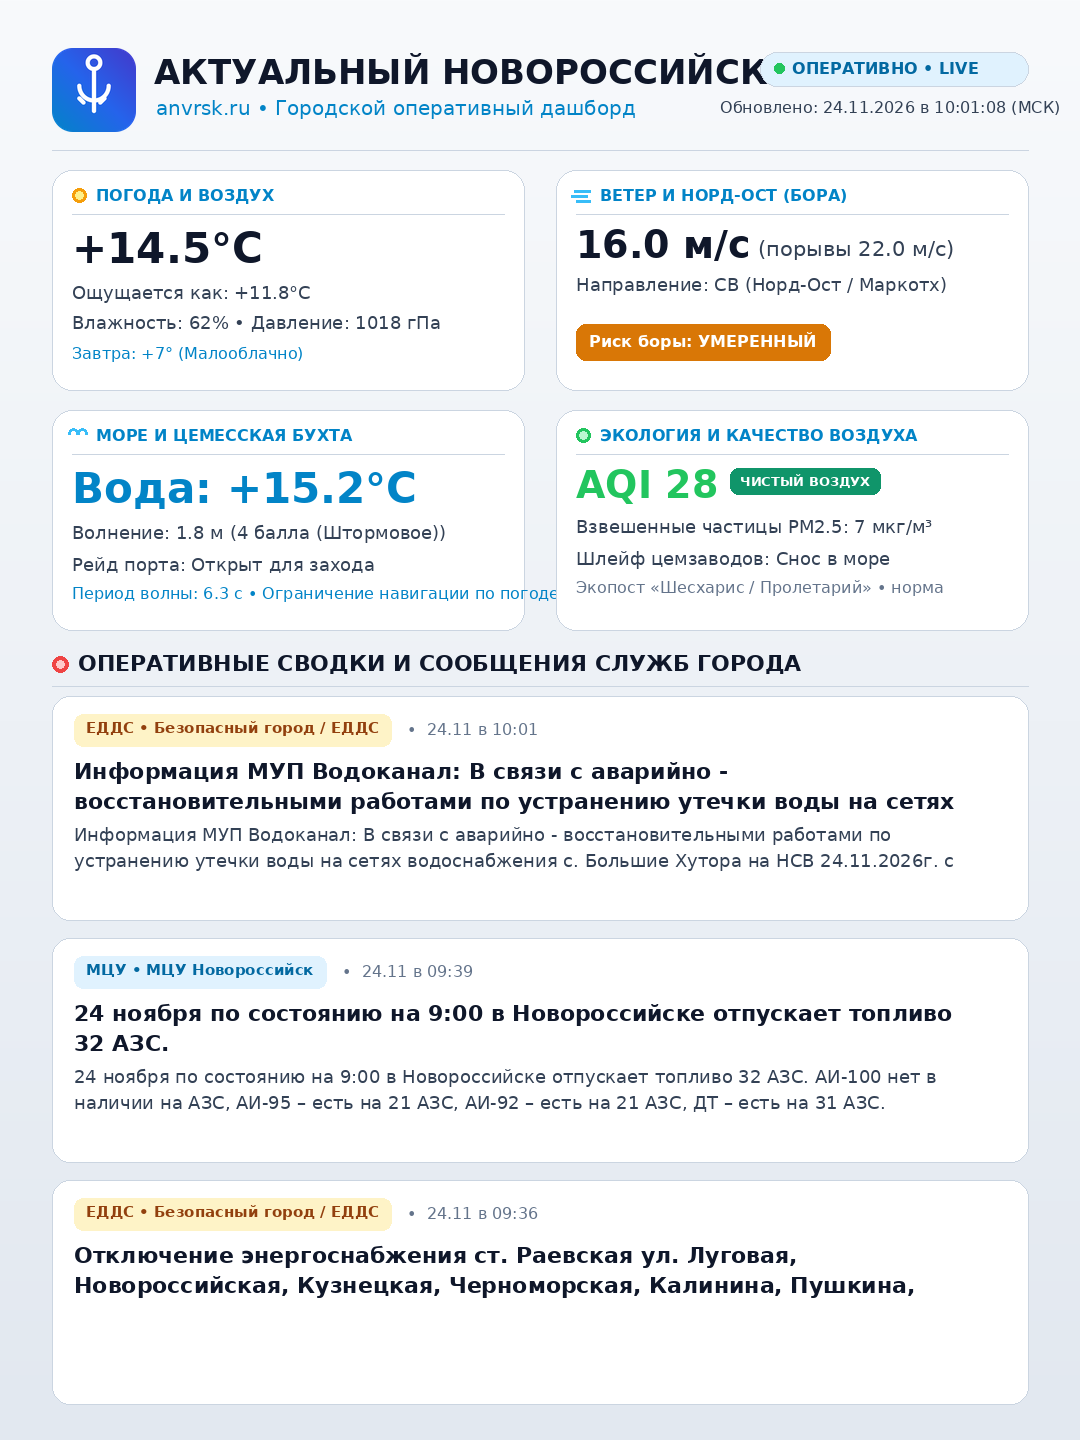 АКТУАЛЬНЫЙ НОВОРОССИЙСК
ОПЕРАТИВНО • LIVE
anvrsk.ru • Городской оперативный дашборд
Обновлено: 24.11.2026 в 10:01:08 (МСК)
ПОГОДА И ВОЗДУХ
+14.5°C
Ощущается как: +11.8°C
Влажность: 62% • Давление: 1018 гПа
Завтра: +7° (Малооблачно)
ВЕТЕР И НОРД-ОСТ (БОРА)
16.0 м/с (порывы 22.0 м/с)
Направление: СВ (Норд-Ост / Маркотх)
Риск боры: УМЕРЕННЫЙ
МОРЕ И ЦЕМЕССКАЯ БУХТА
Вода: +15.2°C
Волнение: 1.8 м (4 балла (Штормовое))
Рейд порта: Открыт для захода
Период волны: 6.3 с • Ограничение навигации по погоде
ЭКОЛОГИЯ И КАЧЕСТВО ВОЗДУХА
AQI 28 ЧИСТЫЙ ВОЗДУХ
Взвешенные частицы PM2.5: 7 мкг/м³
Шлейф цемзаводов: Снос в море
Экопост «Шесхарис / Пролетарий» • норма
ОПЕРАТИВНЫЕ СВОДКИ И СООБЩЕНИЯ СЛУЖБ ГОРОДА
ЕДДС • Безопасный город / ЕДДС • 24.11 в 10:01
Информация МУП Водоканал: В связи с аварийно -
восстановительными работами по устранению утечки воды на сетях
Информация МУП Водоканал: В связи с аварийно - восстановительными работами по
устранению утечки воды на сетях водоснабжения с. Большие Хутора на НСВ 24.11.2026г. с
МЦУ • МЦУ Новороссийск • 24.11 в 09:39
24 ноября по состоянию на 9:00 в Новороссийске отпускает топливо
32 АЗС.
24 ноября по состоянию на 9:00 в Новороссийске отпускает топливо 32 АЗС. АИ-100 нет в
наличии на АЗС, АИ-95 – есть на 21 АЗС, АИ-92 – есть на 21 АЗС, ДТ – есть на 31 АЗС.
ЕДДС • Безопасный город / ЕДДС • 24.11 в 09:36
Отключение энергоснабжения ст. Раевская ул. Луговая,
Новороссийская, Кузнецкая, Черноморская, Калинина, Пушкина,